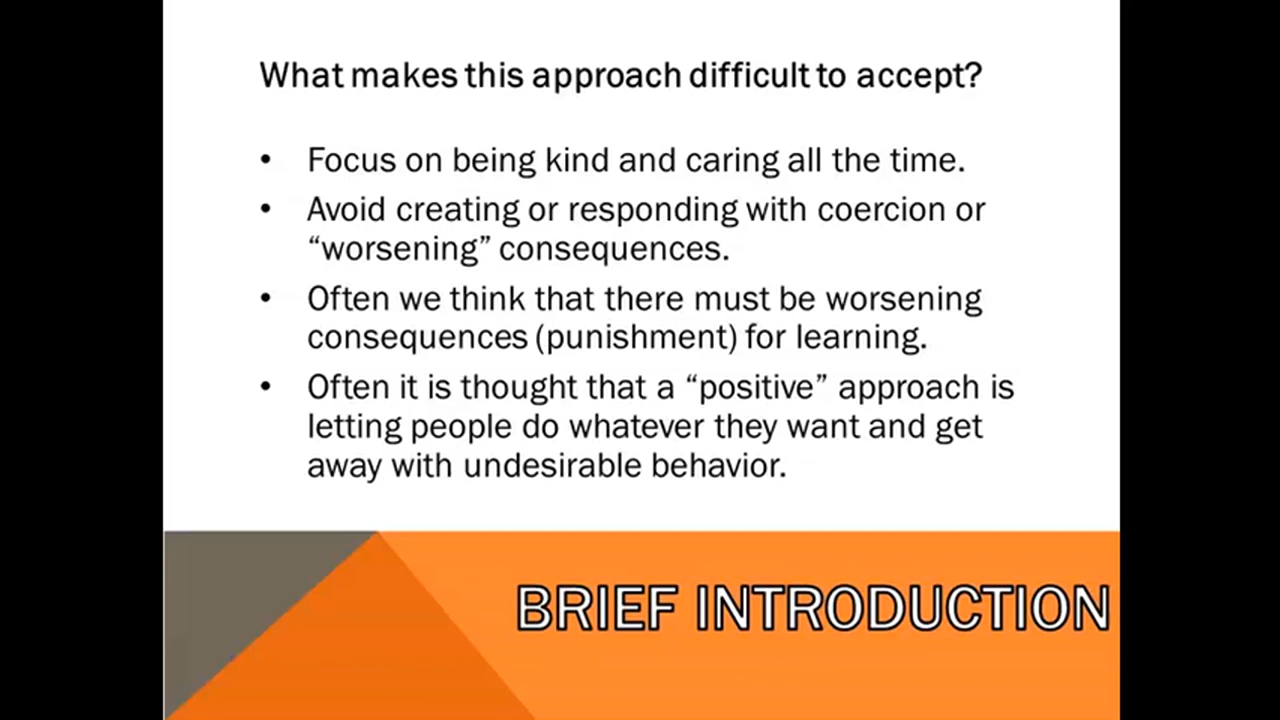 What makes this approach difficult to accept?
• Focus on being kind and caring all the time.
• Avoid creating or responding with coercion or
“worsening” consequences.
• Often we think that there must be worsening
consequences (punishment) for learning.
• Often it is thought that a “positive” approach is
letting people do whatever they want and get
away with undesirable behavior.
BRIEF INTRODUCTION